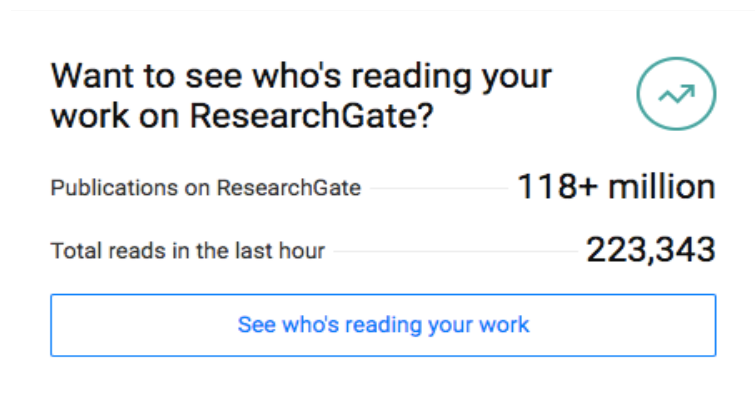 Want to see who's reading your
work on ResearchGate?
Publications on ResearchGate 118+ million
Total reads in the last hour 223,343
See who's reading your work